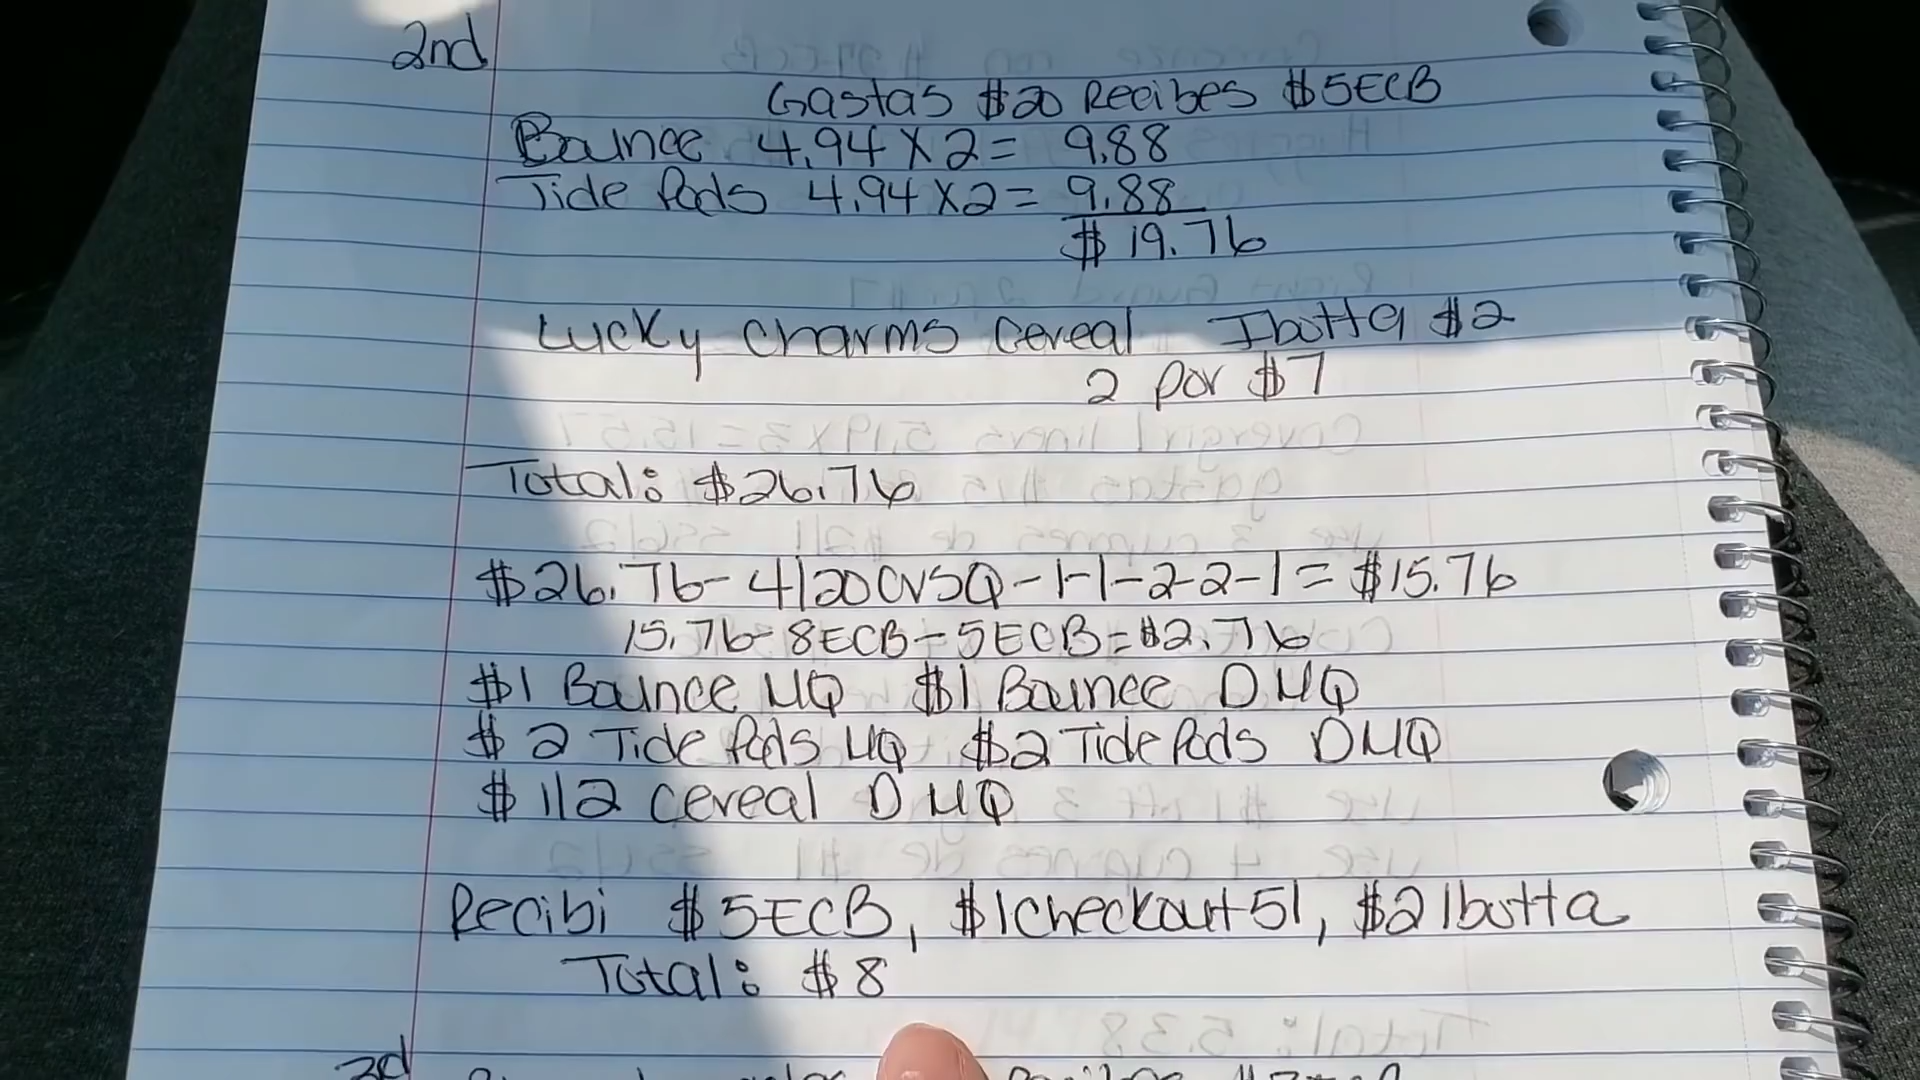 2nd
Gastas $20 Recibes $5ECB
Bounce 4.94 X 2 = 9.88
Tide Pods 4.94 X 2 = 9.88
$19.76
Lucky Charms Cereal Ibotta $2
2 por $7
Total: $26.76
$26.76 - 4|20CVSQ - 1-1-2-2-1 = $15.76
15.76 - 8ECB - 5ECB = $2.76
$1 Bounce MQ $1 Bounce DMQ
$2 Tide Pods MQ $2 Tide Pods DMQ
$1|2 cereal DMQ
Recibi $5ECB, $1checkout51, $2 Ibotta
Total: $8
3rd